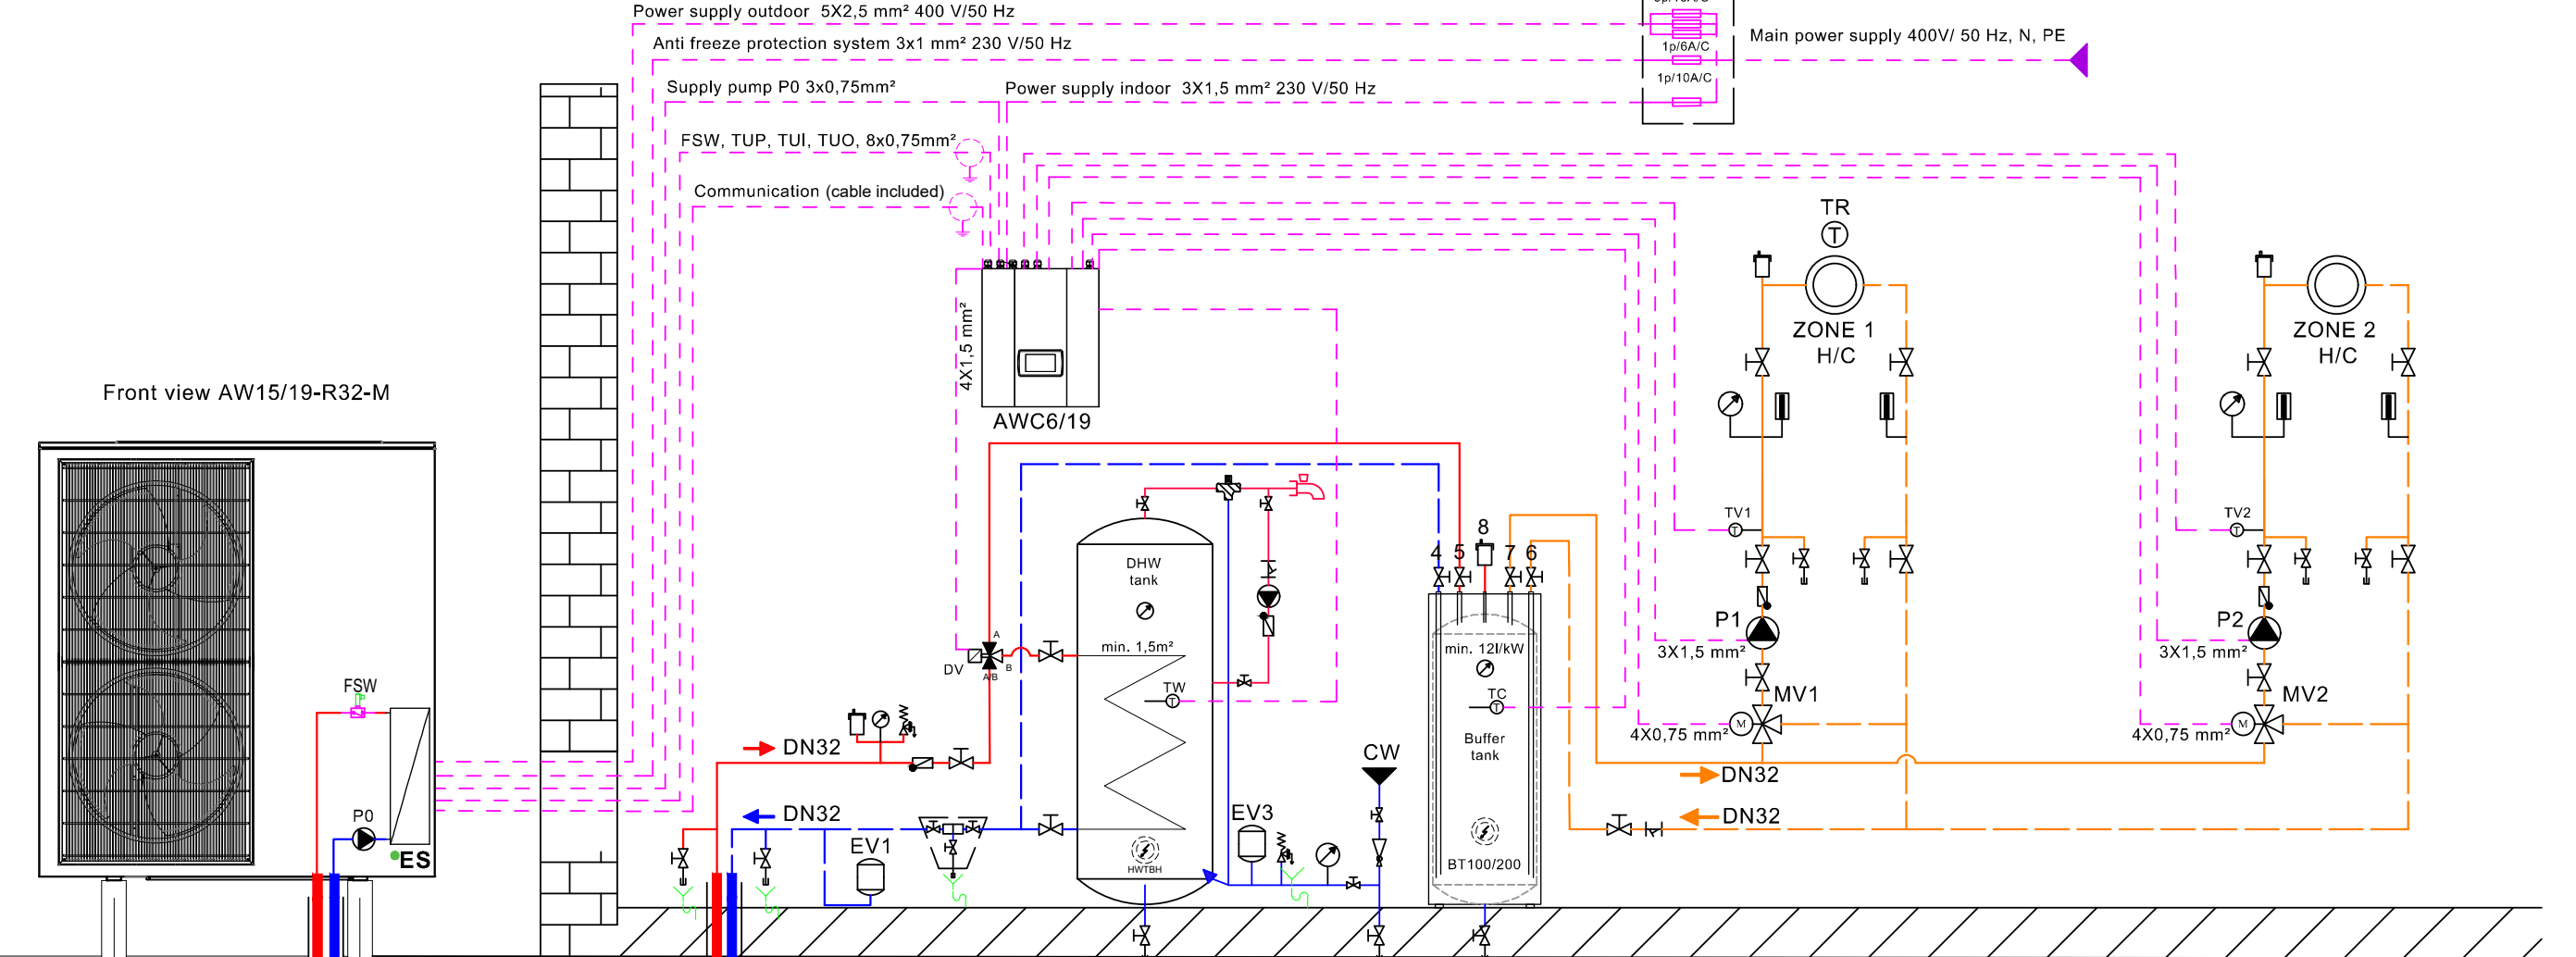 Power supply outdoor 5X2,5 mm² 400 V/50 Hz
Anti freeze protection system 3x1 mm² 230 V/50 Hz
1p/6A/C
Main power supply 400V/ 50 Hz, N, PE
1p/10A/C
Supply pump P0 3x0,75mm²
Power supply indoor 3X1,5 mm² 230 V/50 Hz
FSW, TUP, TUI, TUO, 8x0,75mm²
Communication (cable included)
TR
T
ZONE 1
H/C
ZONE 2
H/C
4X1,5 mm²
AWC6/19
Front view AW15/19-R32-M
TV1
T
TV2
T
8
4
5
7
6
DHW
tank
P1
3X1,5 mm²
P2
3X1,5 mm²
min. 1,5m²
min. 12l/kW
A
B
A/B
DV
TW
T
TC
T
MV1
M
4X0,75 mm²
MV2
M
4X0,75 mm²
FSW
DN32
Buffer
tank
CW
DN32
P0
ES
DN32
EV1
EV3
DN32
HWTBH
BT100/200